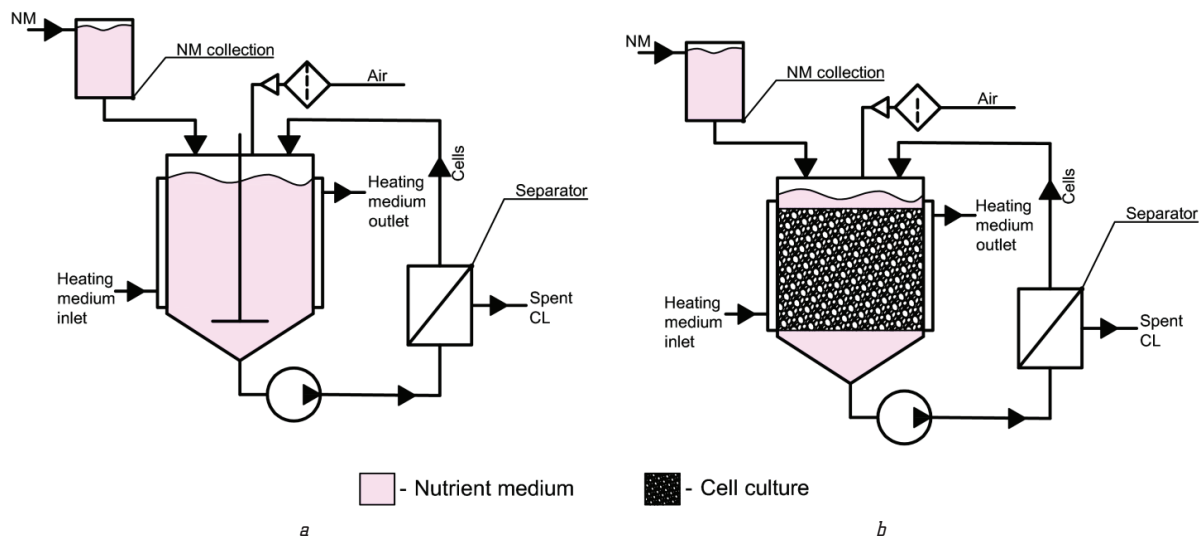 NM
NM collection
Air
Cells
Heating
medium
outlet
Separator
Heating
medium
inlet
Spent
CL
NM
NM collection
Air
Cells
Heating
medium
outlet
Separator
Heating
medium
inlet
Spent
CL
- Nutrient medium
- Cell culture
a
b